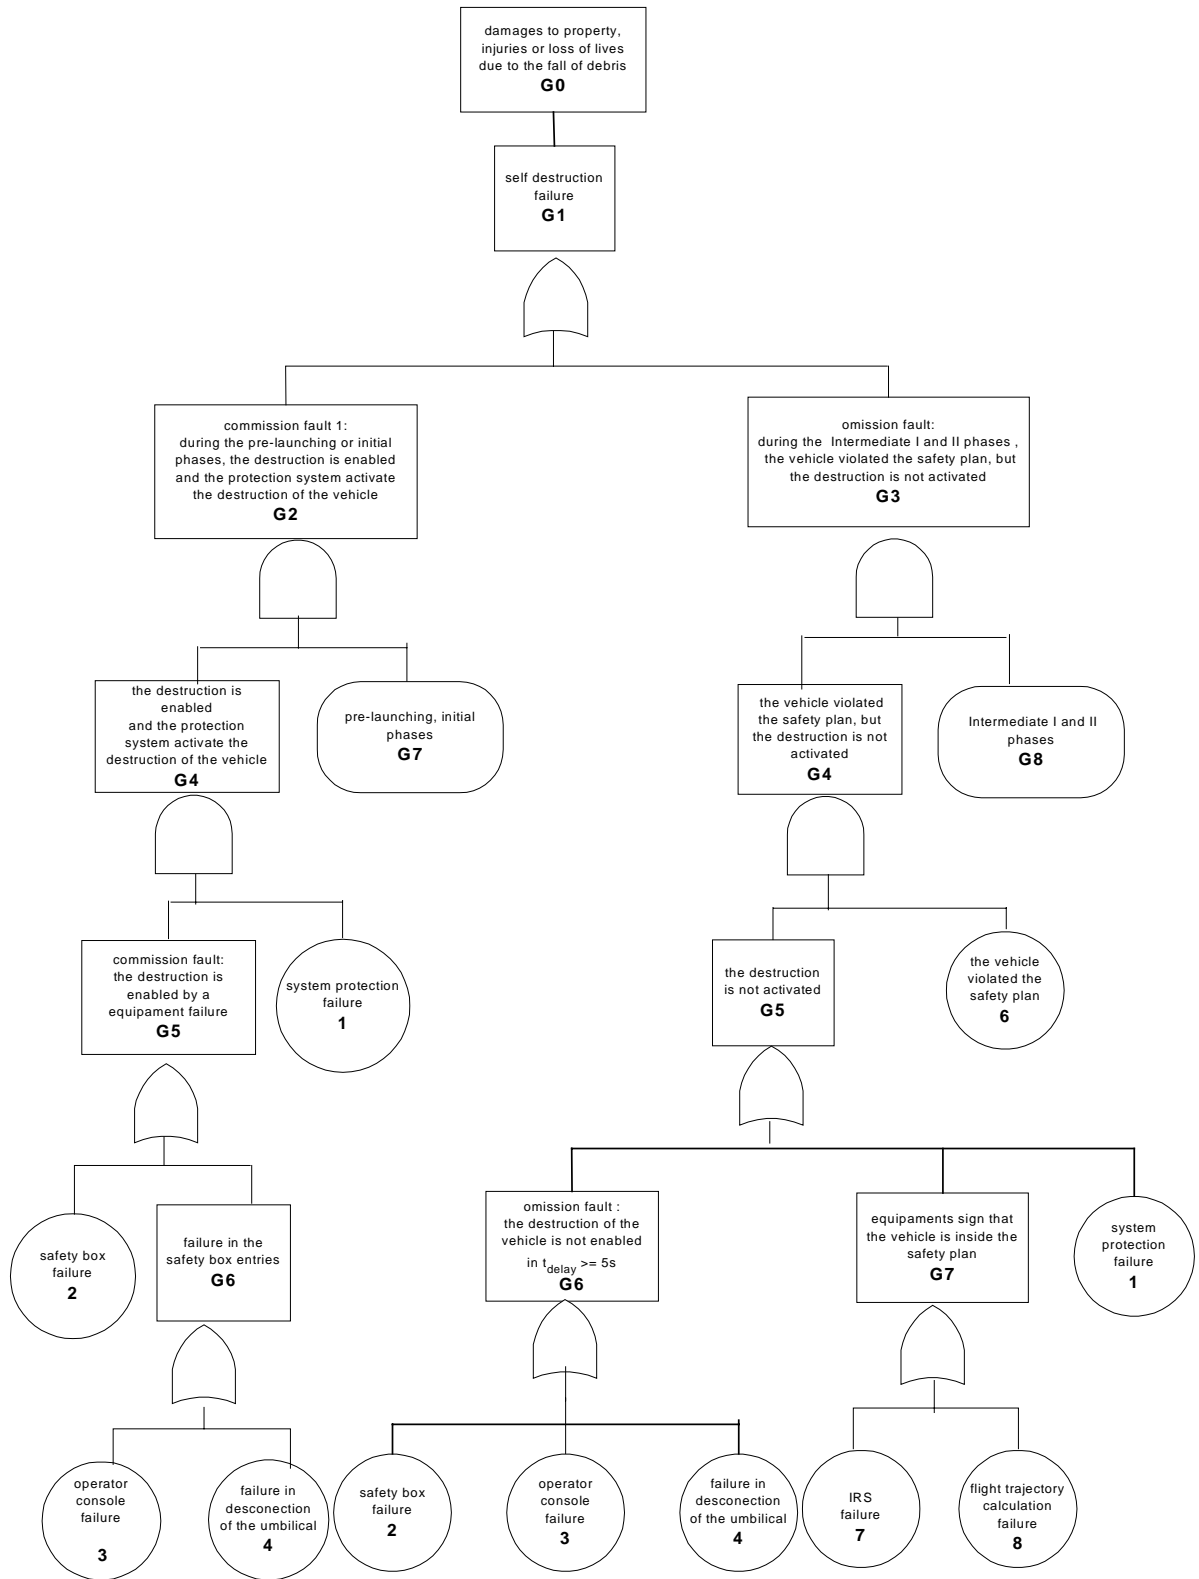 damages to property,
injuries or loss of lives
due to the fall of debris
G0
self destruction
failure
G1
commission fault 1:
during the pre-launching or initial
phases, the destruction is enabled
and the protection system activate
the destruction of the vehicle
G2
omission fault:
during the Intermediate I and II phases ,
the vehicle violated the safety plan, but
the destruction is not activated
G3
the destruction is
enabled
and the protection
system activate the
destruction of the vehicle
G4
pre-launching, initial
phases
G7
the vehicle violated
the safety plan, but
the destruction is not
activated
G4
Intermediate I and II
phases
G8
commission fault:
the destruction is
enabled by a
equipament failure
G5
system protection
failure
1
the destruction
is not activated
G5
the vehicle
violated the
safety plan
6
safety box
failure
2
failure in the
safety box entries
G6
omission fault :
the destruction of the
vehicle is not enabled
in tdelay >= 5s
G6
equipaments sign that
the vehicle is inside the
safety plan
G7
system
protection
failure
1
operator
console
failure
3
failure in
desconection
of the umbilical
4
safety box
failure
2
operator
console
failure
3
failure in
desconection
of the umbilical
4
IRS
failure
7
flight trajectory
calculation
failure
8